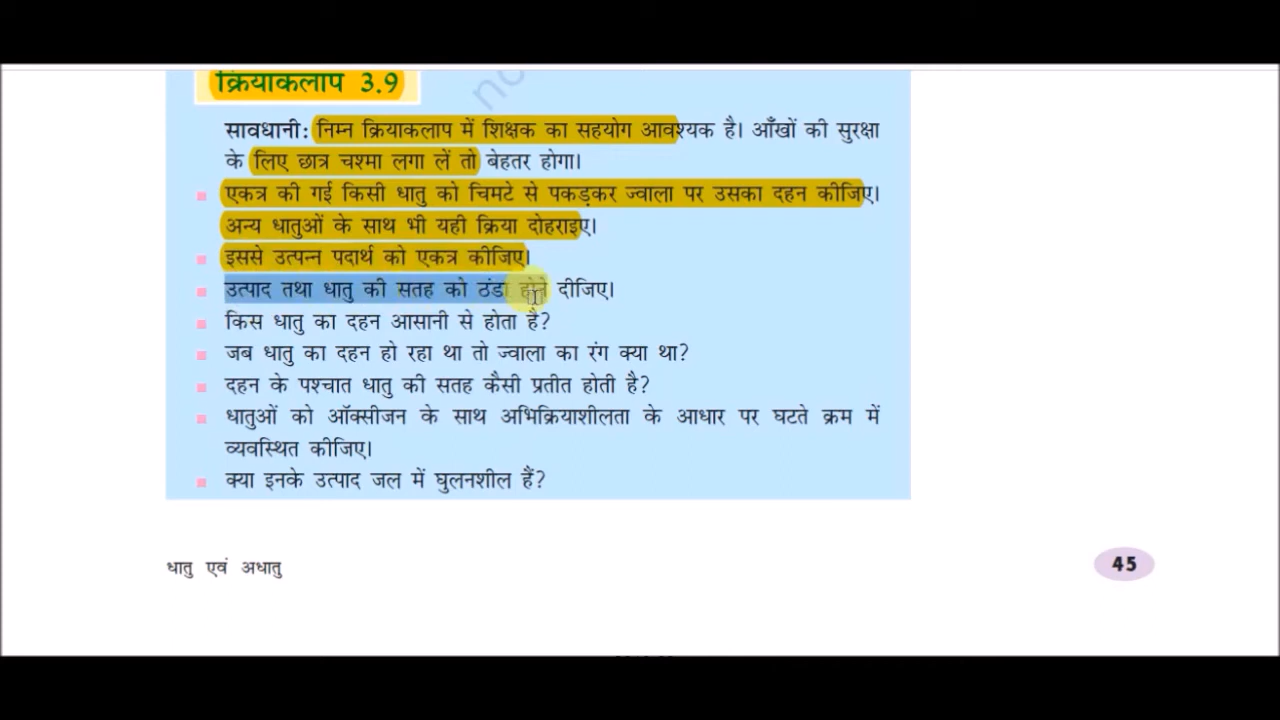 क्रियाकलाप 3.9
सावधानी: निम्न क्रियाकलाप में शिक्षक का सहयोग आवश्यक है। आँखों की सुरक्षा
के लिए छात्र चश्मा लगा लें तो बेहतर होगा।
एकत्र की गई किसी धातु को चिमटे से पकड़कर ज्वाला पर उसका दहन कीजिए।
अन्य धातुओं के साथ भी यही क्रिया दोहराइए।
इससे उत्पन्न पदार्थ को एकत्र कीजिए।
उत्पाद तथा धातु की सतह को ठंडा होने दीजिए।
किस धातु का दहन आसानी से होता है?
जब धातु का दहन हो रहा था तो ज्वाला का रंग क्या था?
दहन के पश्चात धातु की सतह कैसी प्रतीत होती है?
धातुओं को ऑक्सीजन के साथ अभिक्रियाशीलता के आधार पर घटते क्रम में
व्यवस्थित कीजिए।
क्या इनके उत्पाद जल में घुलनशील हैं?
धातु एवं अधातु
45